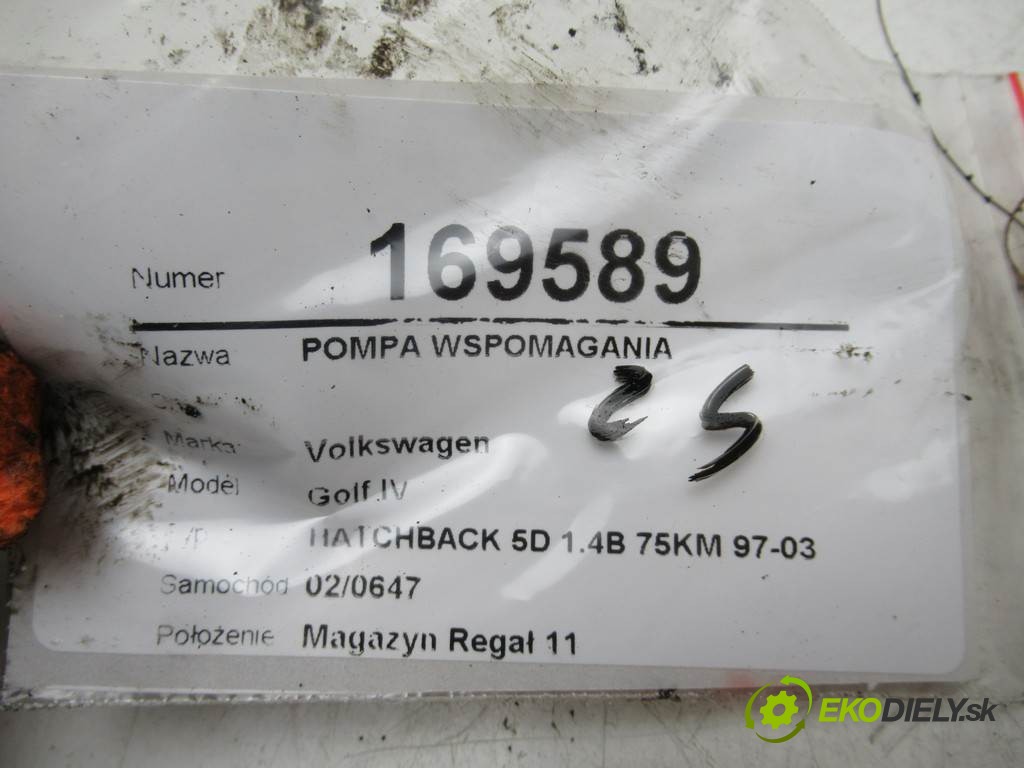 Numer 169589
Nazwa POMPA WSPOMAGANIA
Marka: Volkswagen
Model Golf IV
HATCHBACK 5D 1.4B 75KM 97-03
Samochód 02/0647
Położenie Magazyn Regał 11
EKODIELY.sk